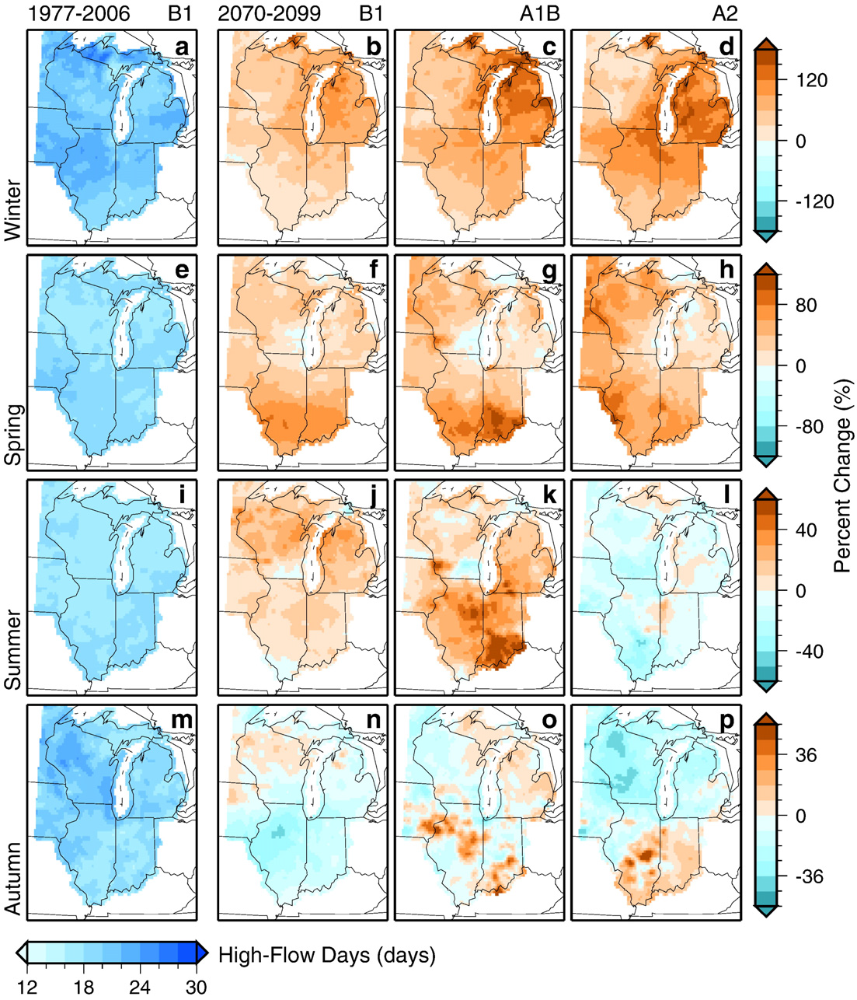 1977-2006 B1 2070-2099 B1 A1B A2
a b c d
Winter
120
0
-120
e f g h
Spring
80
0
-80
i j k l
Summer
40
0
-40
Percent Change (%)
m n o p
Autumn
36
0
-36
High-Flow Days (days)
12 18 24 30